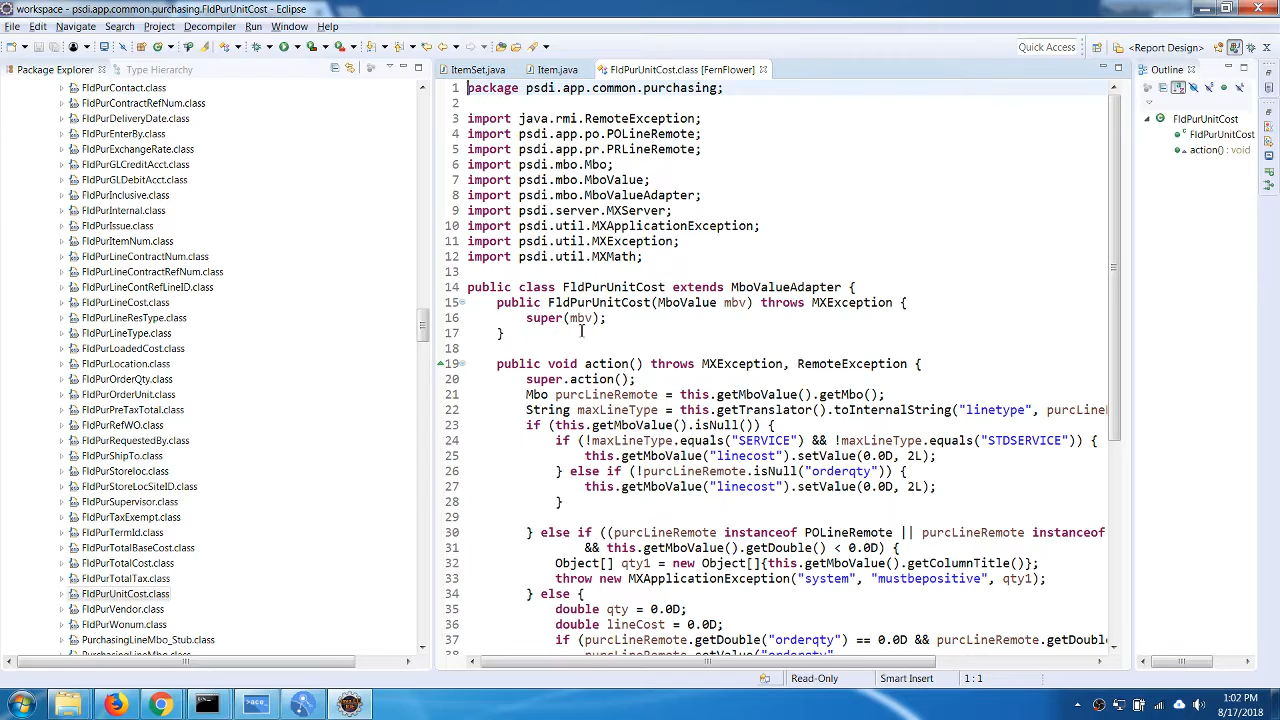 workspace - psdi.app.common.purchasing.FldPurUnitCost - Eclipse
File Edit Navigate Search Project Decompiler Run Window Help
Quick Access
<Report Design>
Package Explorer
Type Hierarchy
FldPurContact.class
FldPurContractRefNum.class
FldPurDeliveryDate.class
FldPurEnterBy.class
FldPurExchangeRate.class
FldPurGLCreditAcct.class
FldPurGLDebitAcct.class
FldPurInclusive.class
FldPurInternal.class
FldPurIssue.class
FldPurItemNum.class
FldPurLineContractNum.class
FldPurLineContractRefNum.class
FldPurLineContRefLineID.class
FldPurLineCost.class
FldPurLineResType.class
FldPurLineType.class
FldPurLoadedCost.class
FldPurLocation.class
FldPurOrderQty.class
FldPurOrderUnit.class
FldPurPreTaxTotal.class
FldPurRefWO.class
FldPurRequestedBy.class
FldPurShipTo.class
FldPurStoreloc.class
FldPurStoreLocSiteID.class
FldPurSupervisor.class
FldPurTaxExempt.class
FldPurTermId.class
FldPurTotalBaseCost.class
FldPurTotalCost.class
FldPurTotalTax.class
FldPurUnitCost.class
FldPurVendor.class
FldPurWonum.class
PurchasingLineMbo_Stub.class
ItemSet.java
Item.java
FldPurUnitCost.class [FernFlower]
1 package psdi.app.common.purchasing;
2
3 import java.rmi.RemoteException;
4 import psdi.app.po.POLineRemote;
5 import psdi.app.pr.PRLineRemote;
6 import psdi.mbo.Mbo;
7 import psdi.mbo.MboValue;
8 import psdi.mbo.MboValueAdapter;
9 import psdi.server.MXServer;
10 import psdi.util.MXApplicationException;
11 import psdi.util.MXException;
12 import psdi.util.MXMath;
13
14 public class FldPurUnitCost extends MboValueAdapter {
15 public FldPurUnitCost(MboValue mbv) throws MXException {
16 super(mbv);
17 }
18
19 public void action() throws MXException, RemoteException {
20 super.action();
21 Mbo purcLineRemote = this.getMboValue().getMbo();
22 String maxLineType = this.getTranslator().toInternalString("linetype", purcLine
23 if (this.getMboValue().isNull()) {
24 if (!maxLineType.equals("SERVICE") && !maxLineType.equals("STDSERVICE")) {
25 this.getMboValue("linecost").setValue(0.0D, 2L);
26 } else if (!purcLineRemote.isNull("orderqty")) {
27 this.getMboValue("linecost").setValue(0.0D, 2L);
28 }
29
30 } else if ((purcLineRemote instanceof POLineRemote || purcLineRemote instanceof
31 && this.getMboValue().getDouble() < 0.0D) {
32 Object[] qty1 = new Object[]{this.getMboValue().getColumnTitle()};
33 throw new MXApplicationException("system", "mustbepositive", qty1);
34 } else {
35 double qty = 0.0D;
36 double lineCost = 0.0D;
37 if (purcLineRemote.getDouble("orderqty") == 0.0D && purcLineRemote.getDouble
Outline
FldPurUnitCost
FldPurUnitCost
action() : void
Read-Only
Smart Insert
1 : 1
1:02 PM
8/17/2018